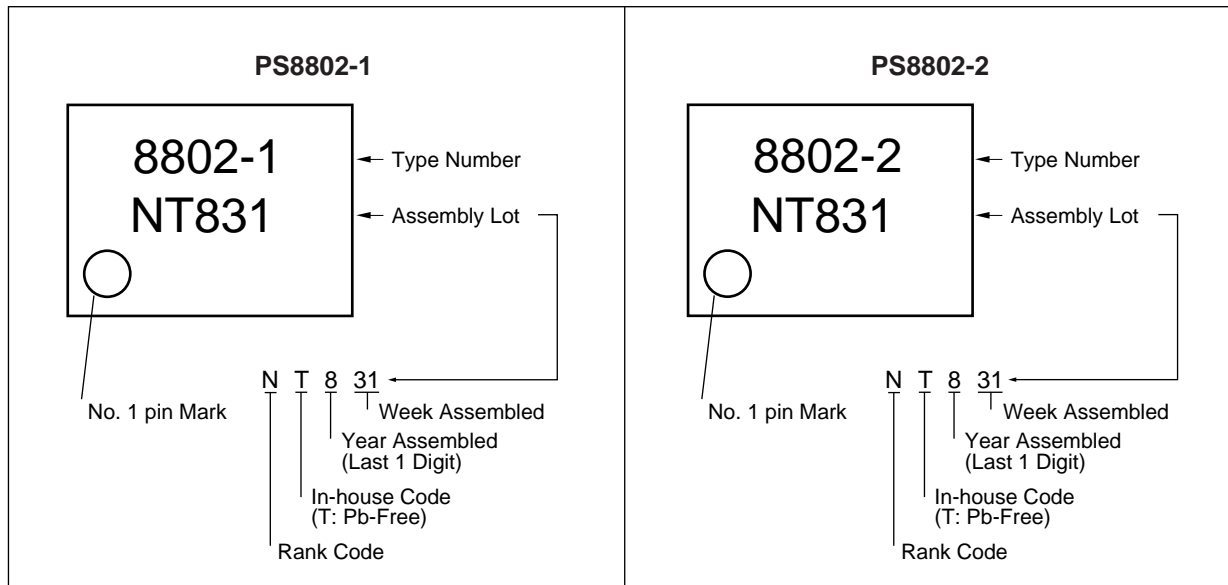 PS8802-1
8802-1
NT831
Type Number
Assembly Lot
No. 1 pin Mark
N T 8 31
Week Assembled
Year Assembled
(Last 1 Digit)
In-house Code
(T: Pb-Free)
Rank Code
PS8802-2
8802-2
NT831
Type Number
Assembly Lot
No. 1 pin Mark
N T 8 31
Week Assembled
Year Assembled
(Last 1 Digit)
In-house Code
(T: Pb-Free)
Rank Code